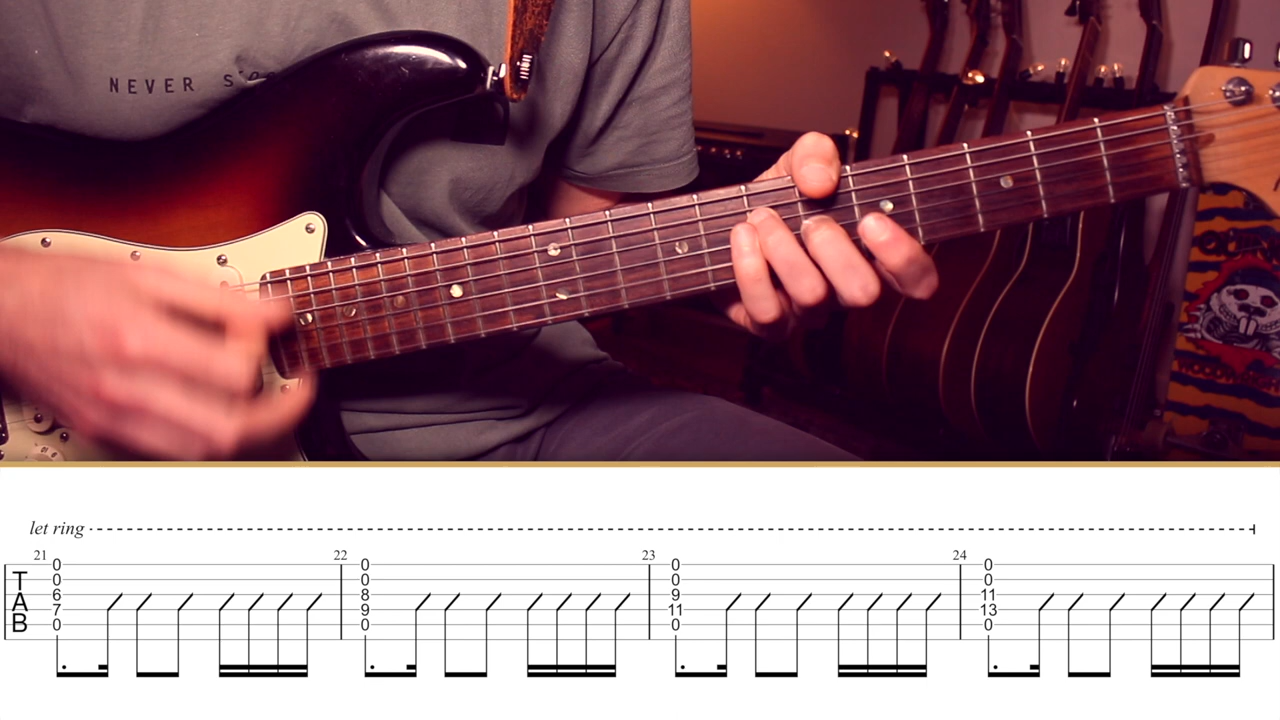 NEVER
let ring
21 22 23 24
T
A
B
0 0 0 0
0 0 0 0
6 8 9 11
7 9 11 13
0 0 0 0